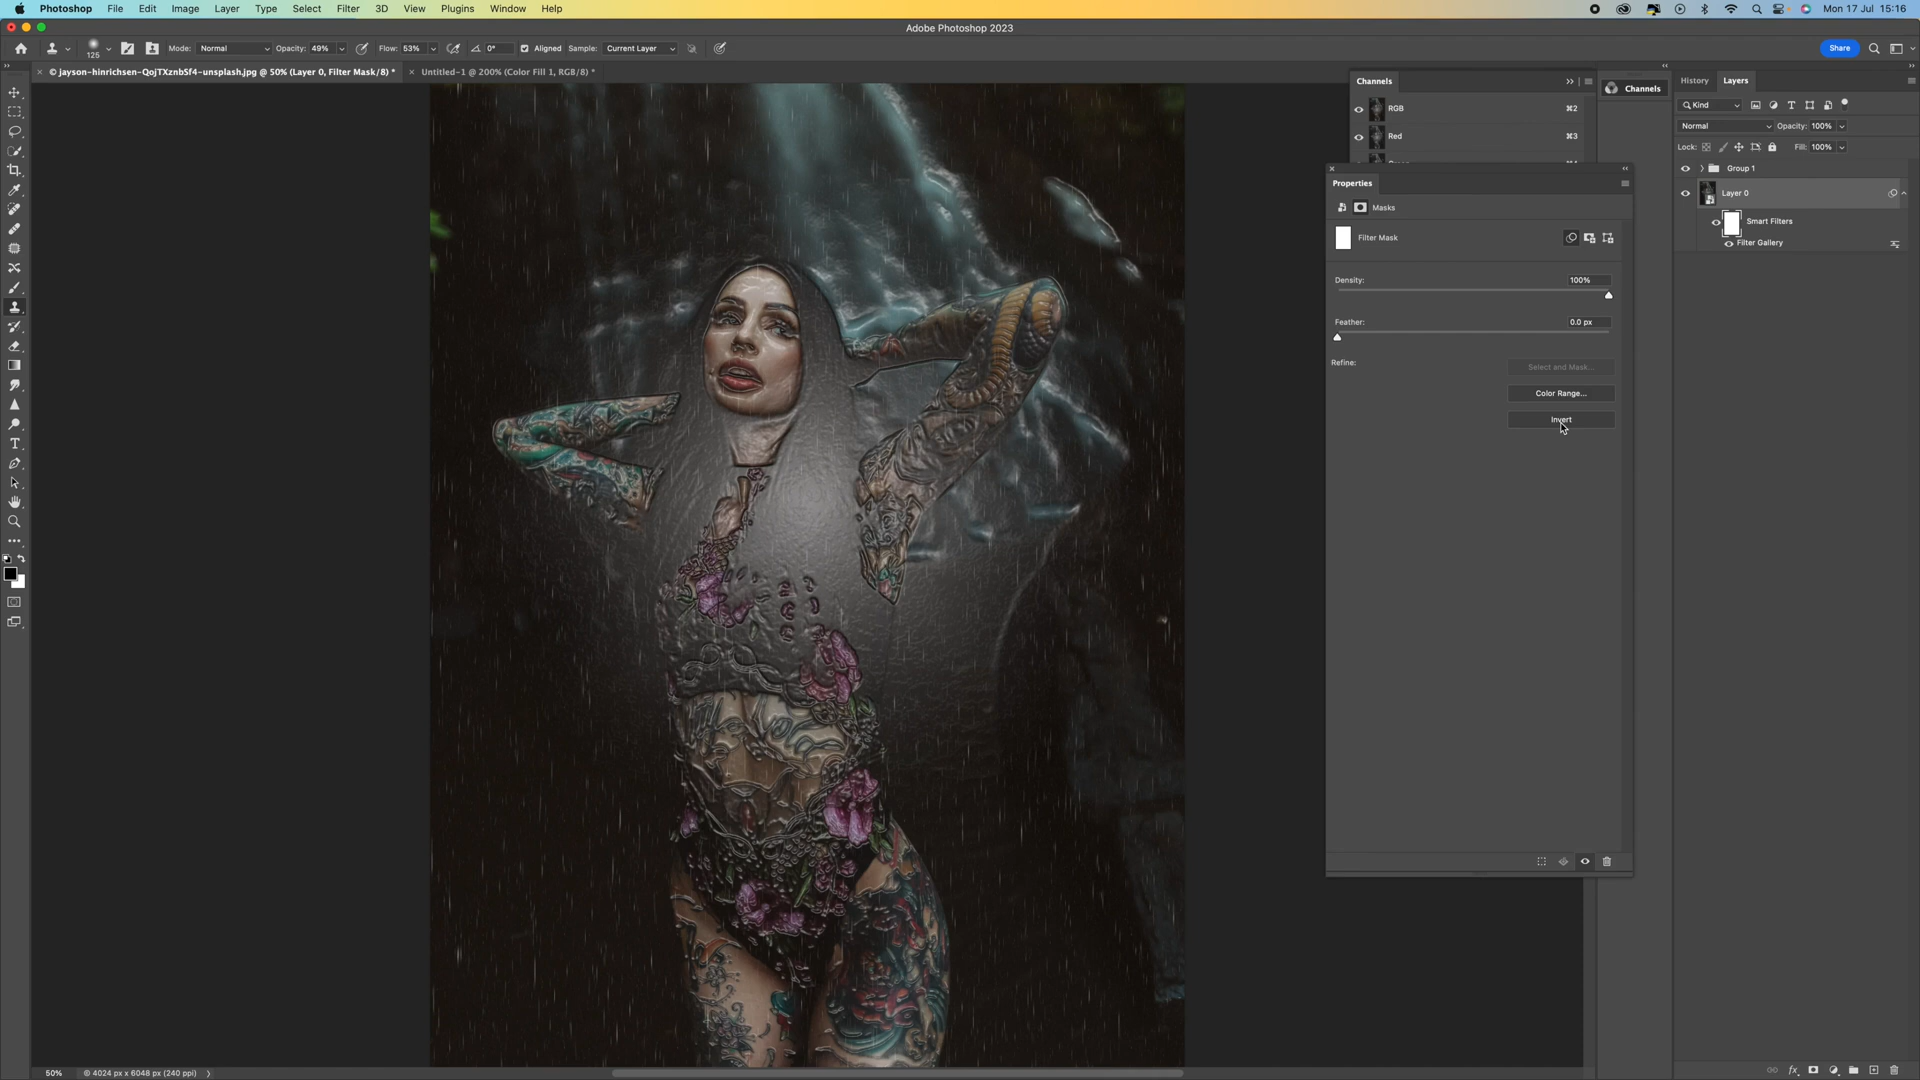 Photoshop File Edit Image Layer Type Select Filter 3D View Plugins Window Help Mon 17 Jul 15:16
Adobe Photoshop 2023
125 Mode: Normal Opacity: 49% Flow: 53% 0° Aligned Sample: Current Layer Share
© jayson-hinrichsen-QojTXznbSf4-unsplash.jpg @ 50% (Layer 0, Filter Mask/8) * Untitled-1 @ 200% (Color Fill 1, RGB/8) *
Channels
RGB ⌘2
Red ⌘3
Channels
History Layers
Kind
Normal Opacity: 100%
Lock: Fill: 100%
Group 1
Layer 0
Smart Filters
Filter Gallery
Properties
Masks
Filter Mask
Density: 100%
Feather: 0.0 px
Refine:
Select and Mask...
Color Range...
Invert
50% © 4024 px x 6048 px (240 ppi)